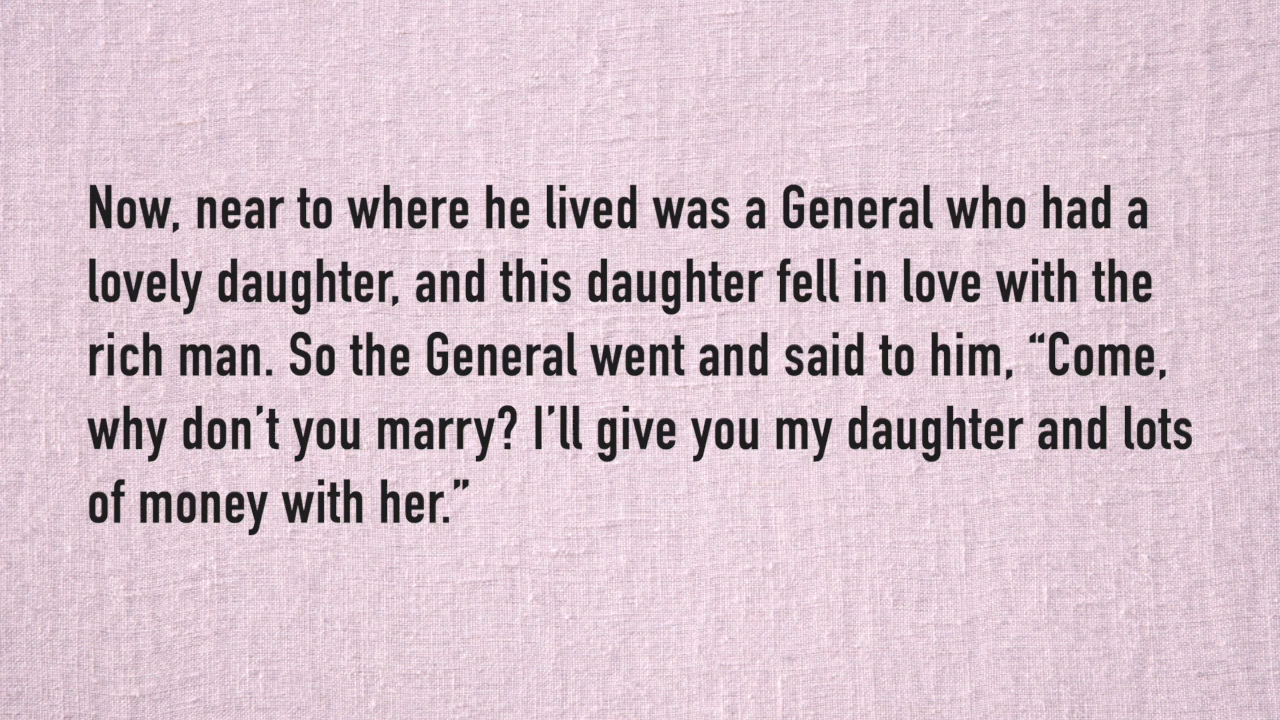 Now, near to where he lived was a General who had a
lovely daughter, and this daughter fell in love with the
rich man. So the General went and said to him, “Come,
why don’t you marry? I’ll give you my daughter and lots
of money with her.”